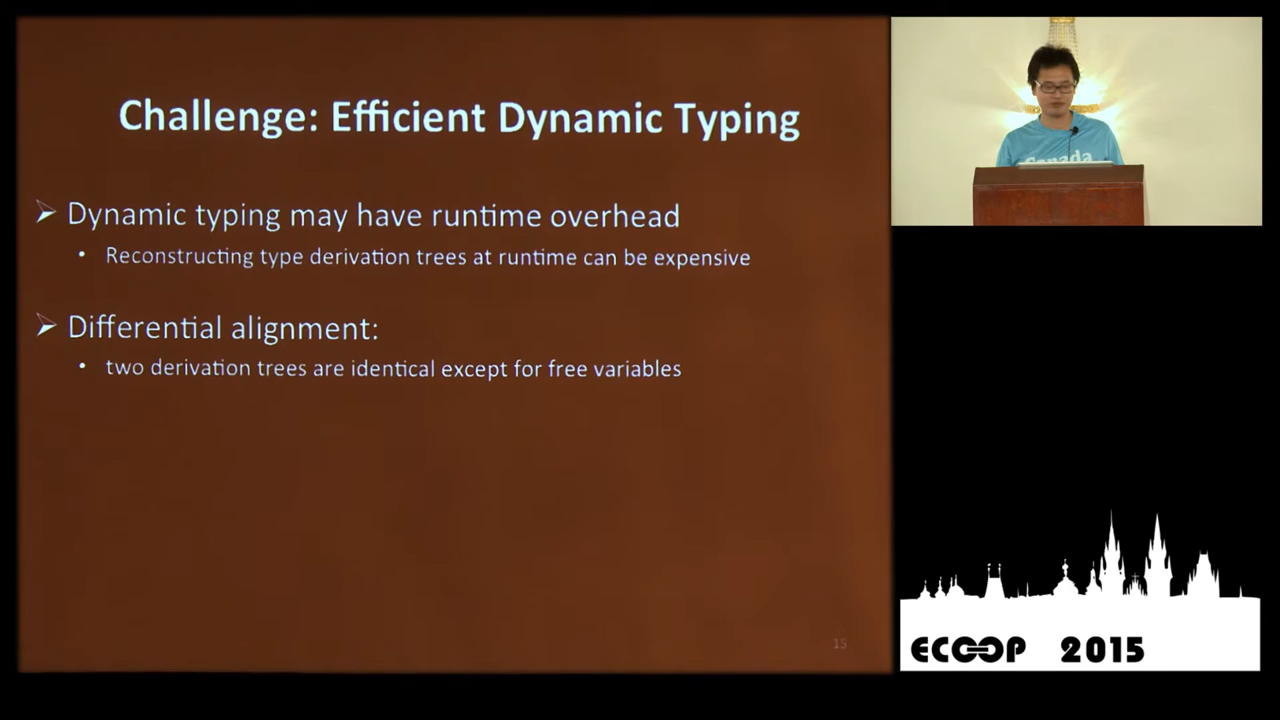 Challenge: Efficient Dynamic Typing
Dynamic typing may have runtime overhead
Reconstructing type derivation trees at runtime can be expensive
Differential alignment:
two derivation trees are identical except for free variables
15
Canada
ECOOP 2015